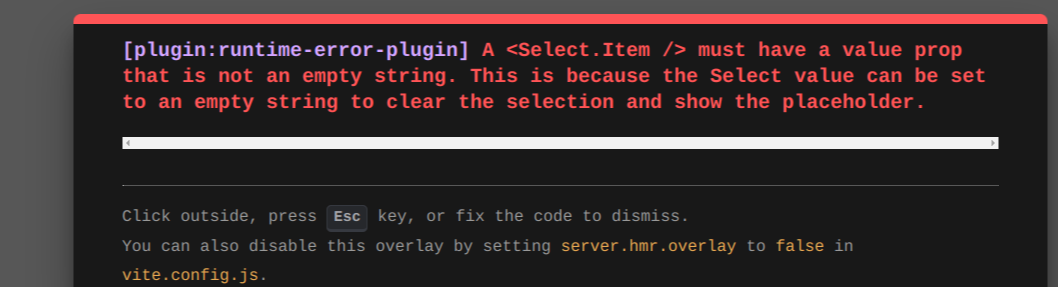 [plugin:runtime-error-plugin] A <Select.Item /> must have a value prop
that is not an empty string. This is because the Select value can be set
to an empty string to clear the selection and show the placeholder.
Click outside, press Esc key, or fix the code to dismiss.
You can also disable this overlay by setting server.hmr.overlay to false in
vite.config.js.